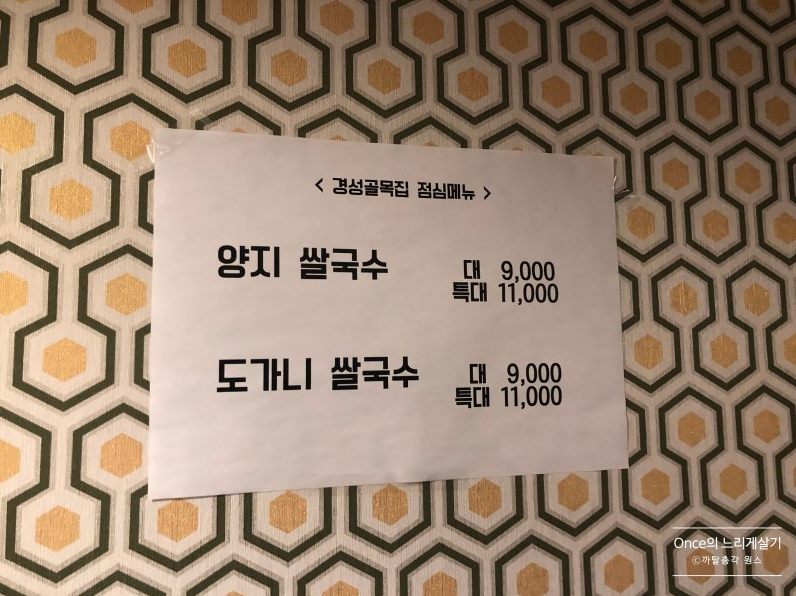 < 경성골목집 점심메뉴 >
양지 쌀국수
대 9,000
특대 11,000
도가니 쌀국수
대 9,000
특대 11,000
Once의 느리게살기
©까탈총각 원스